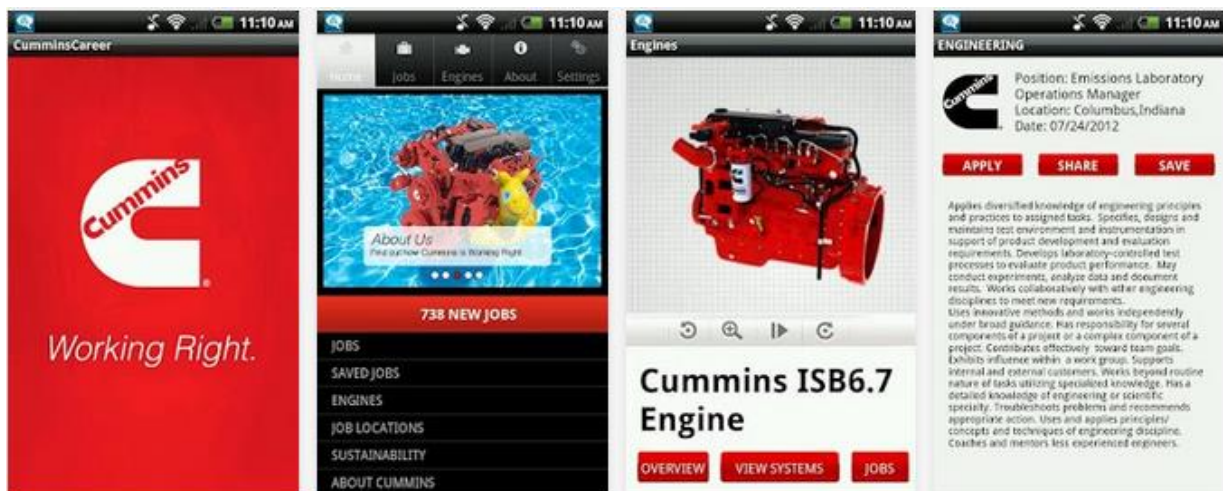 11:10 AM
CumminsCareer
Cummins
Working Right.
11:10 AM
Home
Jobs
Engines
About
Settings
About Us
Find out how Cummins is Working Right
738 NEW JOBS
JOBS
SAVED JOBS
ENGINES
JOB LOCATIONS
SUSTAINABILITY
ABOUT CUMMINS
11:10 AM
Engines
Cummins ISB6.7
Engine
OVERVIEW
VIEW SYSTEMS
JOBS
11:10 AM
ENGINEERING
Cummins
Position: Emissions Laboratory
Operations Manager
Location: Columbus,Indiana
Date: 07/24/2012
APPLY
SHARE
SAVE
Applies diversified knowledge of engineering principles
and practices to assigned tasks. Specifies, designs and
maintains test environment and instrumentation in
support of product development and evaluation
requirements. Develops laboratory-controlled test
processes to evaluate product performance. May
conduct experiments, analyze data and document
results. Works collaboratively with other engineering
disciplines to meet new requirements.
Uses innovative methods and works independently
under broad guidance. Has responsibility for several
components of a project or a complex component of a
project. Contributes effectively toward team goals.
Exhibits influence within a work group. Supports
internal and external customers. Works beyond routine
nature of tasks utilizing specialized knowledge. Has a
detailed knowledge of engineering or scientific
specialty. Troubleshoots problems and recommends
appropriate action. Uses and applies principles/
concepts and techniques of engineering discipline.
Coaches and mentors less experienced engineers.